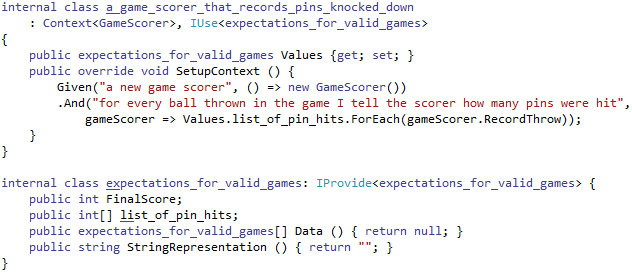 internal class a_game_scorer_that_records_pins_knocked_down
    : Context<GameScorer>, IUse<expectations_for_valid_games>
{
    public expectations_for_valid_games Values {get; set; }
    public override void SetupContext () {
        Given("a new game scorer", () => new GameScorer())
        .And("for every ball thrown in the game I tell the scorer how many pins were hit",
            gameScorer => Values.list_of_pin_hits.ForEach(gameScorer.RecordThrow));
    }
}

internal class expectations_for_valid_games: IProvide<expectations_for_valid_games> {
    public int FinalScore;
    public int[] list_of_pin_hits;
    public expectations_for_valid_games[] Data () { return null; }
    public string StringRepresentation () { return ""; }
}